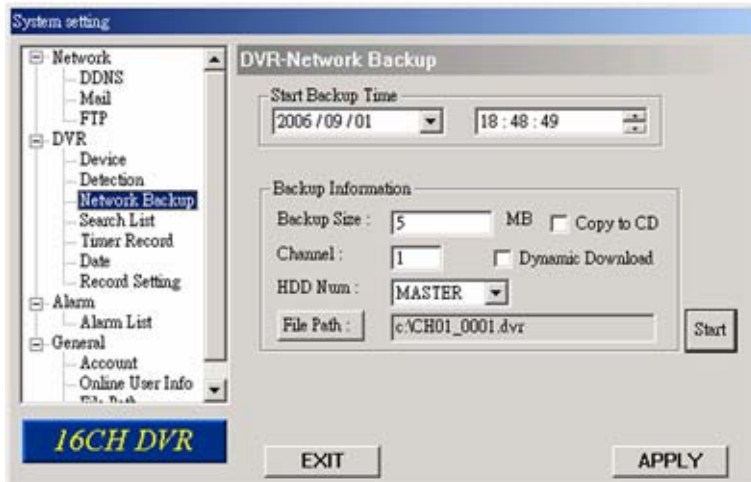 System setting
Network
DDNS
Mail
FTP
DVR
Device
Detection
Network Backup
Search List
Timer Record
Date
Record Setting
Alarm
Alarm List
General
Account
Online User Info
File Path
16CH DVR
DVR-Network Backup
Start Backup Time
2006 / 09 / 01
18 : 48 : 49
Backup Information
Backup Size : 5 MB Copy to CD
Channel : 1 Dynamic Download
HDD Num : MASTER
File Path : c:\CH01_0001.dvr
Start
EXIT
APPLY